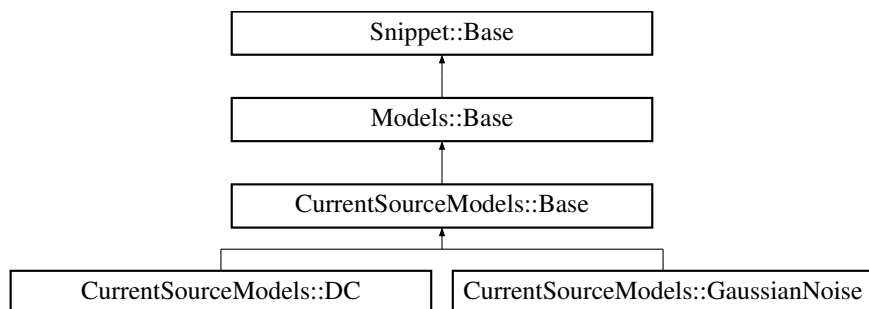 Snippet::Base
Models::Base
CurrentSourceModels::Base
CurrentSourceModels::DC
CurrentSourceModels::GaussianNoise